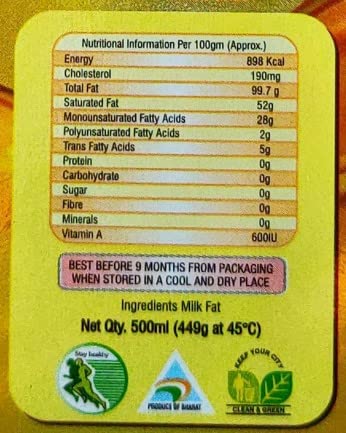 Nutritional Information Per 100gm (Approx.)
Energy 898 Kcal
Cholesterol 190mg
Total Fat 99.7 g
Saturated Fat 52g
Monounsaturated Fatty Acids 28g
Polyunsaturated Fatty Acids 2g
Trans Fatty Acids 5g
Protein 0g
Carbohydrate 0g
Sugar 0g
Fibre 0g
Minerals 0g
Vitamin A 600IU
BEST BEFORE 9 MONTHS FROM PACKAGING
WHEN STORED IN A COOL AND DRY PLACE
Ingredients Milk Fat
Net Qty. 500ml (449g at 45°C)
Stay healthy
PRODUCE OF BHARAT
KEEP YOUR CITY
CLEAN & GREEN